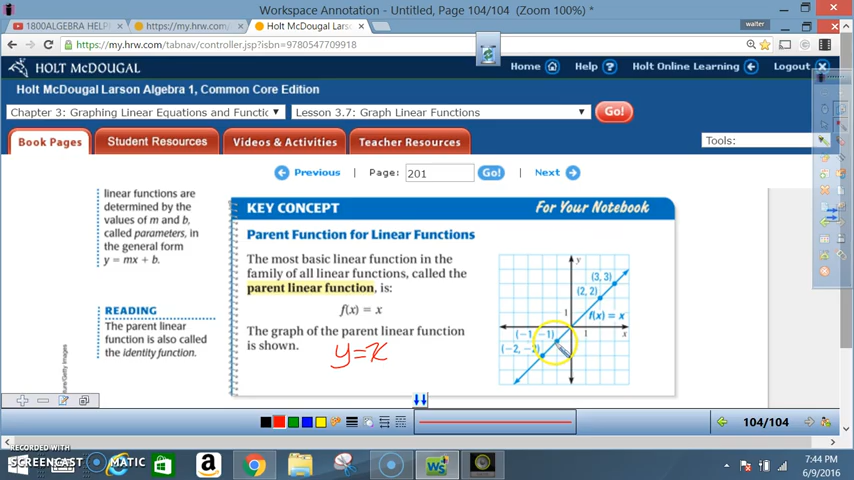 Workspace Annotation - Untitled, Page 104/104 (Zoom 100%) *
1800ALGEBRA HELP
https://my.hrw.com/
Holt McDougal Larson Al
walter
https://my.hrw.com/tabnav/controller.jsp?isbn=9780547709918
HOLT MCDOUGAL
Home
Help
Holt Online Learning
Logout
Holt McDougal Larson Algebra 1, Common Core Edition
Chapter 3: Graphing Linear Equations and Functio
Lesson 3.7: Graph Linear Functions
Go!
Book Pages
Student Resources
Videos & Activities
Teacher Resources
Tools:
Previous
Page:
201
Go!
Next
linear functions are
determined by the
values of m and b,
called parameters, in
the general form
y = mx + b.
READING
The parent linear
function is also called
the identity function.
KEY CONCEPT
For Your Notebook
Parent Function for Linear Functions
The most basic linear function in the
family of all linear functions, called the
parent linear function, is:
f(x) = x
The graph of the parent linear function
is shown.
y=x
y
(3, 3)
(2, 2)
f(x) = x
1
1
x
(−1, −1)
(−2, −2)
104/104
RECORDED WITH
SCREENCAST MATIC
7:44 PM
6/9/2016